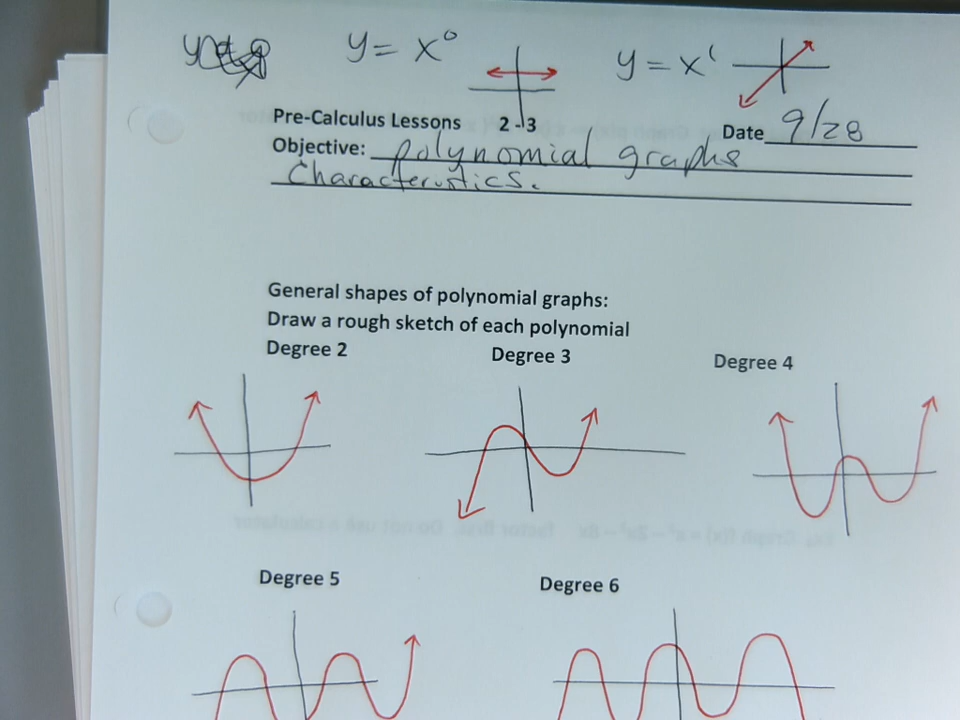 y = x⁰ y = x¹
Pre-Calculus Lessons 2-3 Date 9/28
Objective: polynomial graphs
Characteristics.
General shapes of polynomial graphs:
Draw a rough sketch of each polynomial
Degree 2 Degree 3 Degree 4
Degree 5 Degree 6